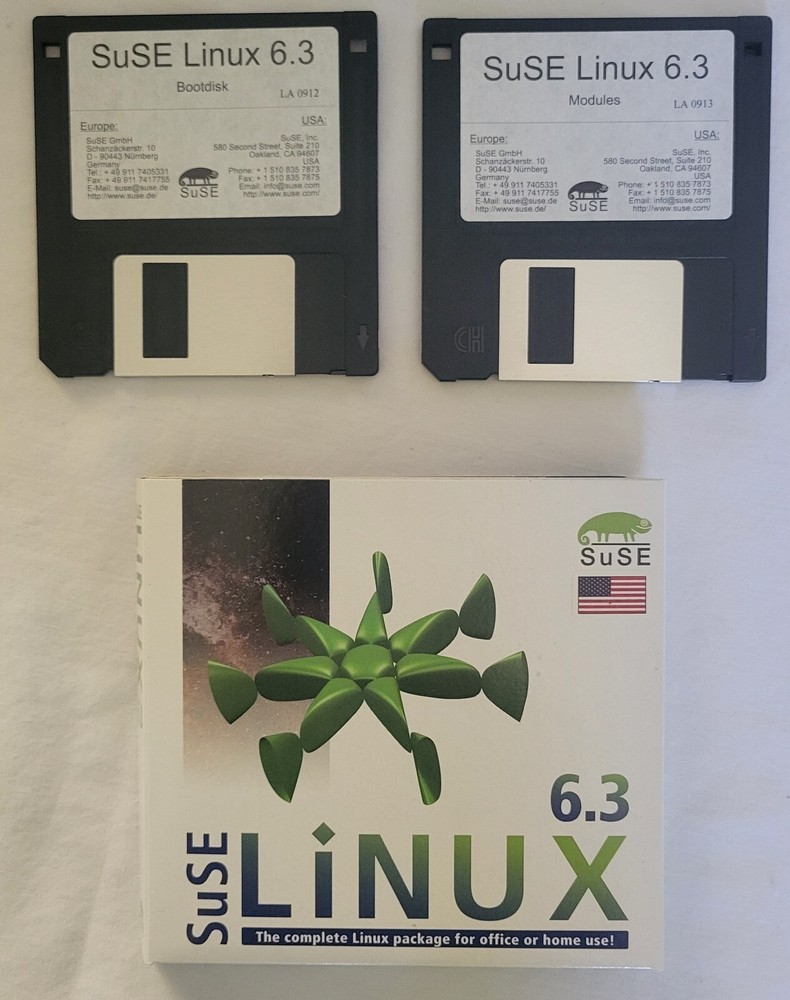 SuSE Linux 6.3
Bootdisk
LA 0912
Europe:
SuSE GmbH
Schanzäckerstr. 10
D - 90443 Nürnberg
Germany
Tel.: + 49 911 7405331
Fax: + 49 911 7417755
E-Mail: suse@suse.de
http://www.suse.de/
SuSE
USA:
SuSE, Inc.
580 Second Street, Suite 210
Oakland, CA 94607
USA
Phone: + 1 510 835 7873
Fax: + 1 510 835 7875
Email: info@suse.com
http://www.suse.com/
SuSE Linux 6.3
Modules
LA 0913
Europe:
SuSE GmbH
Schanzäckerstr. 10
D - 90443 Nürnberg
Germany
Tel.: + 49 911 7405331
Fax: + 49 911 7417755
E-Mail: suse@suse.de
http://www.suse.de/
SuSE
USA:
SuSE, Inc.
580 Second Street, Suite 210
Oakland, CA 94607
USA
Phone: + 1 510 835 7873
Fax: + 1 510 835 7875
Email: info@suse.com
http://www.suse.com/
SuSE
6.3
SuSE
LiNUX
The complete Linux package for office or home use!